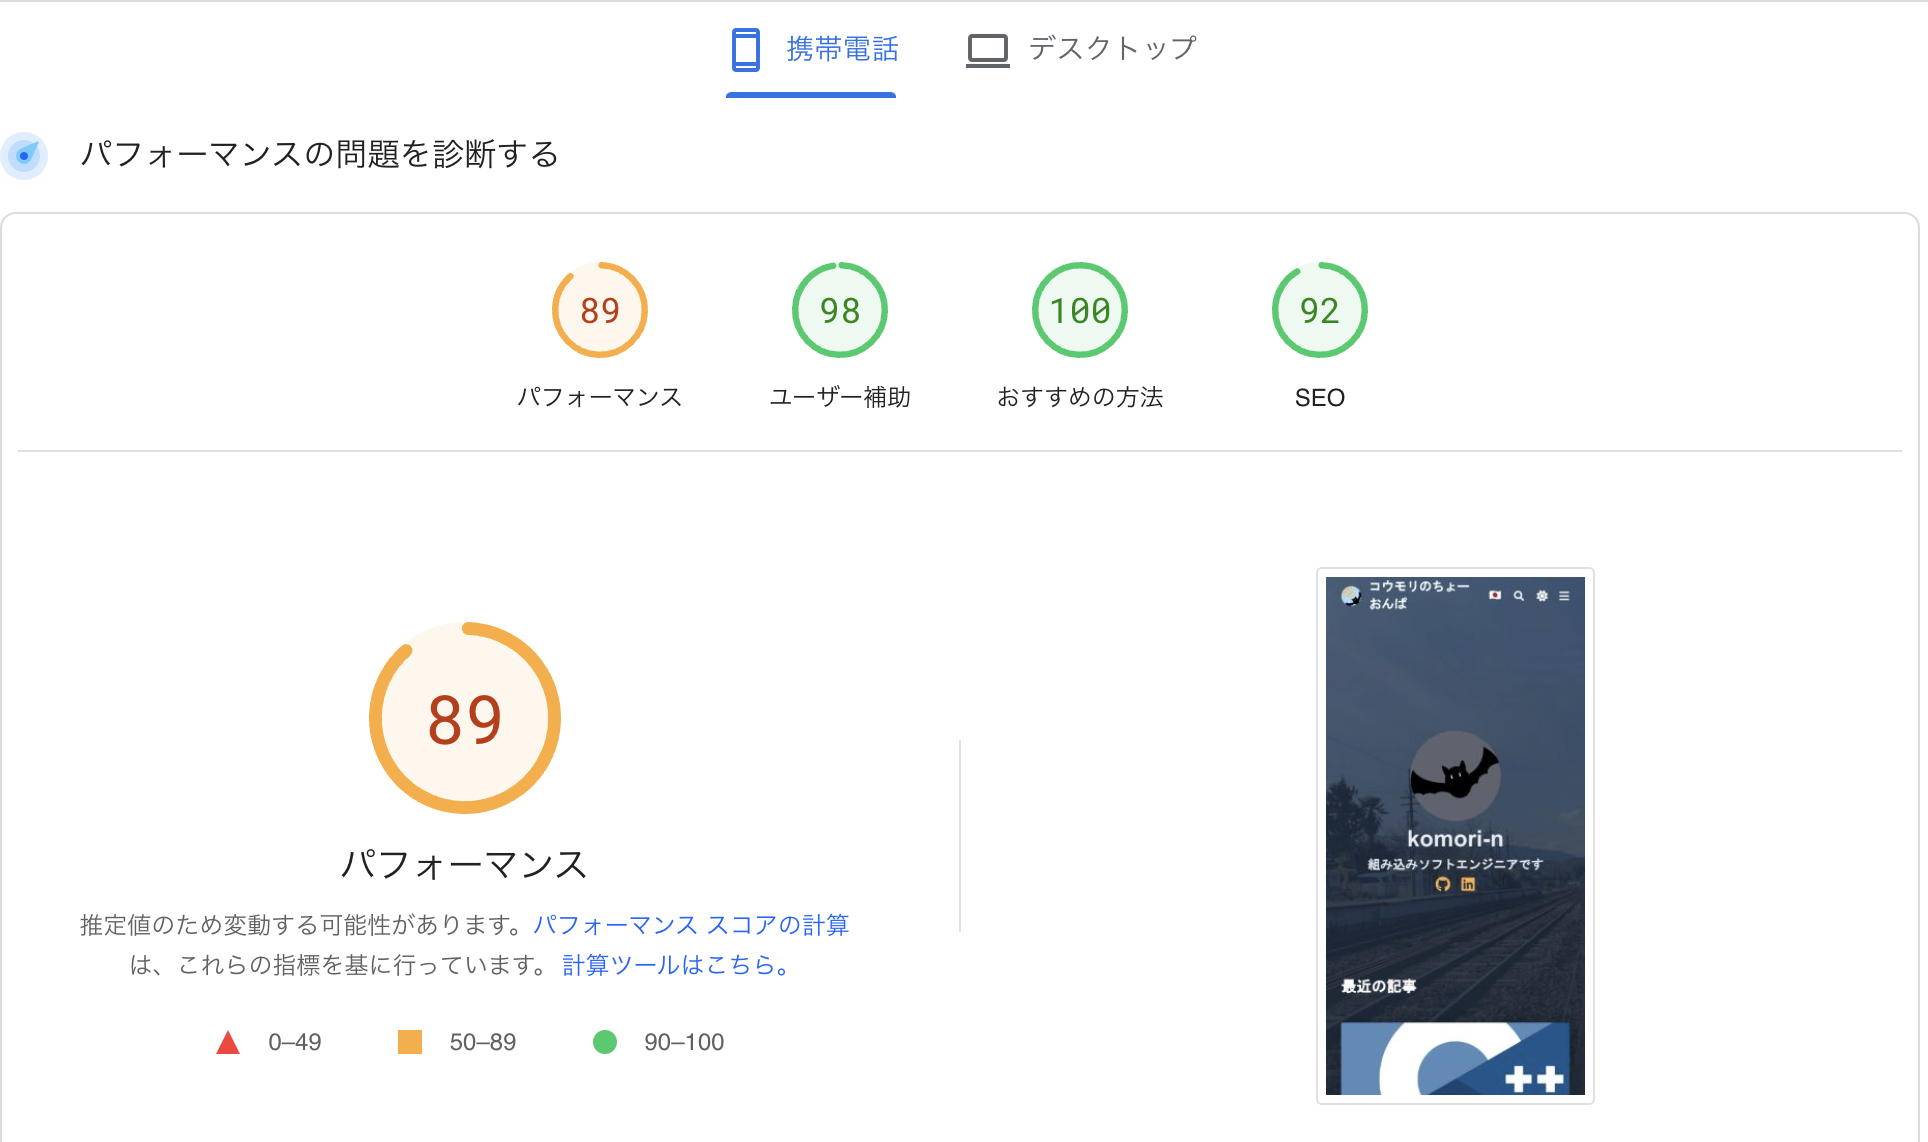 携帯電話
デスクトップ
パフォーマンスの問題を診断する
89
98
100
92
パフォーマンス
ユーザー補助
おすすめの方法
SEO
89
パフォーマンス
推定値のため変動する可能性があります。パフォーマンス スコアの計算
は、これらの指標を基に行っています。計算ツールはこちら。
0–49
50–89
90–100
コウモリのちょー
おんぱ
komori-n
組み込みソフトエンジニアです
in
最近の記事
C++